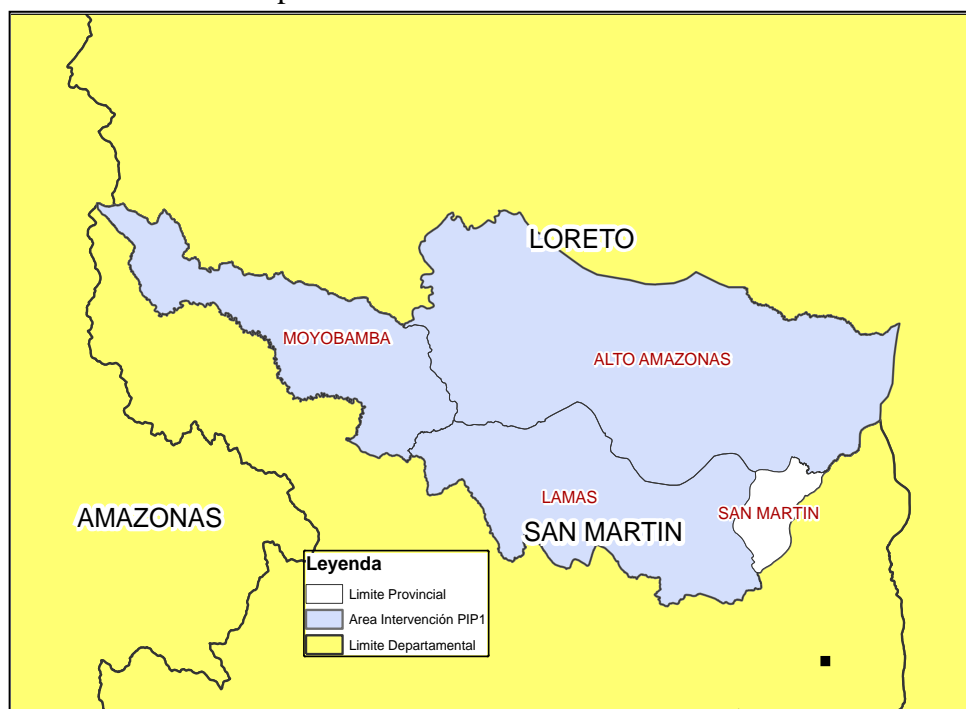 LORETO
MOYOBAMBA
ALTO AMAZONAS
LAMAS
SAN MARTIN
AMAZONAS
SAN MARTIN
Leyenda
Limite Provincial
Area Intervención PIP1
Limite Departamental